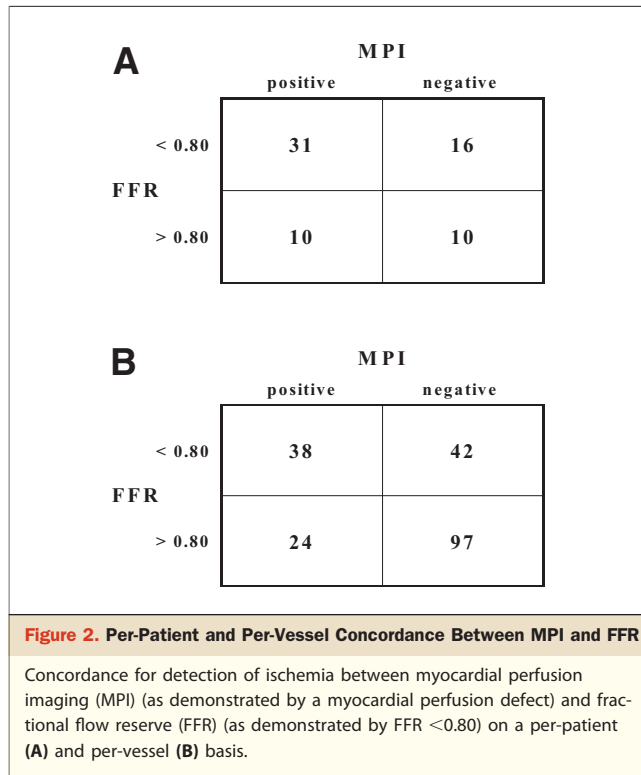 A
MPI
positive negative
< 0.80 31 16
FFR
> 0.80 10 10
B
MPI
positive negative
< 0.80 38 42
FFR
> 0.80 24 97
Figure 2. Per-Patient and Per-Vessel Concordance Between MPI and FFR
Concordance for detection of ischemia between myocardial perfusion
imaging (MPI) (as demonstrated by a myocardial perfusion defect) and frac-
tional flow reserve (FFR) (as demonstrated by FFR <0.80) on a per-patient
(A) and per-vessel (B) basis.